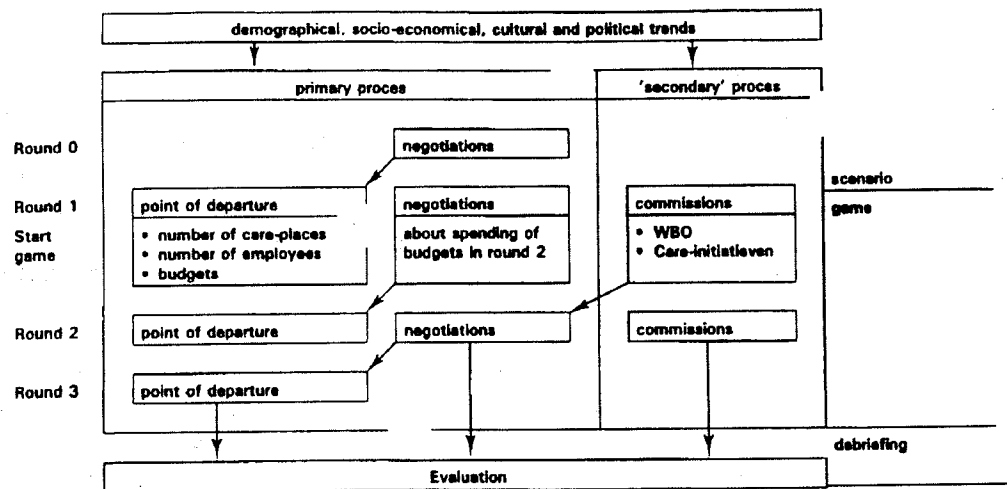 demographical, socio-economical, cultural and political trends
primary proces
'secondary' proces
Round 0
negotiations
scenario
Round 1
point of departure
negotiations
commissions
game
Start
game
• number of care-places
• number of employees
• budgets
about spending of
budgets in round 2
• WBO
• Care-initiatieven
Round 2
point of departure
negotiations
commissions
Round 3
point of departure
debriefing
Evaluation